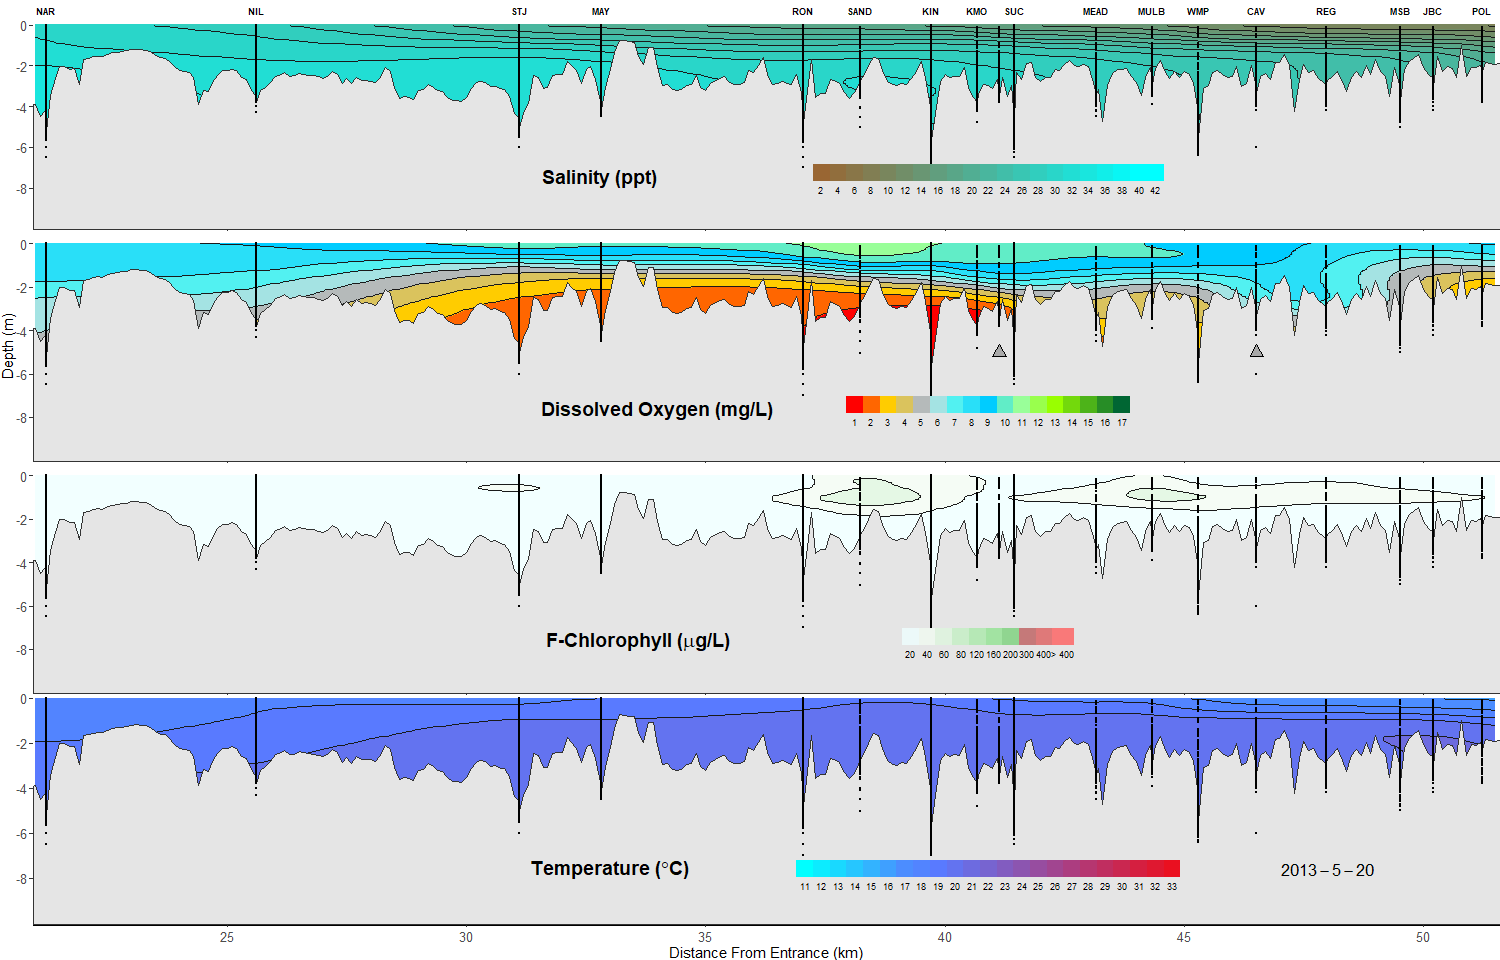 NAR NIL STJ MAY RON SAND KIN KMO SUC MEAD MULB WMP CAV REG MSB JBC POL
0
-2
-4
-6
-8
Salinity (ppt)
2 4 6 8 10 12 14 16 18 20 22 24 26 28 30 32 34 36 38 40 42
0
-2
-4
-6
-8
Depth (m)
Dissolved Oxygen (mg/L)
1 2 3 4 5 6 7 8 9 10 11 12 13 14 15 16 17
0
-2
-4
-6
-8
F-Chlorophyll (μg/L)
20 40 60 80 120 160 200 300 400> 400
0
-2
-4
-6
-8
Temperature (°C)
11 12 13 14 15 16 17 18 19 20 21 22 23 24 25 26 27 28 29 30 31 32 33
2013 – 5 – 20
25 30 35 40 45 50
Distance From Entrance (km)